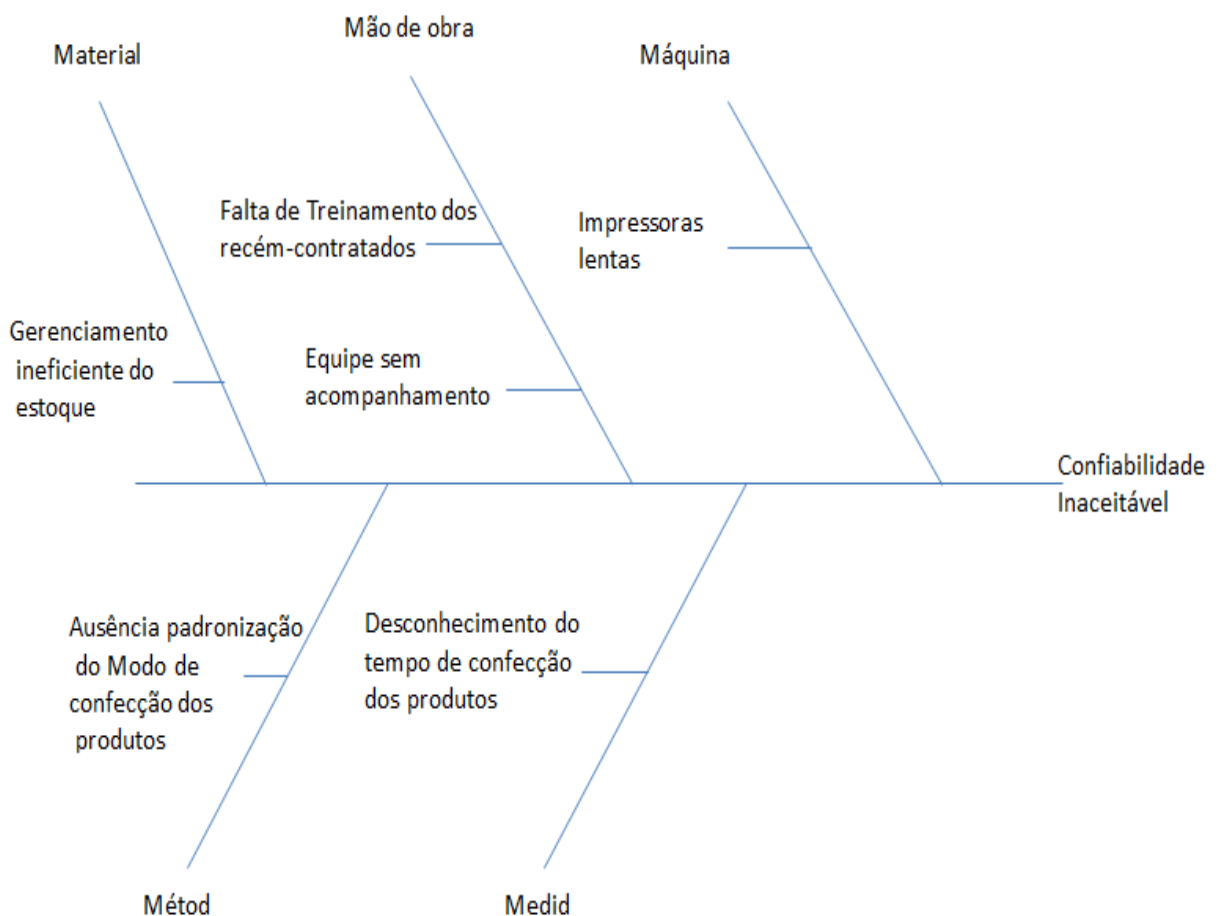 Material
Mão de obra
Máquina
Falta de Treinamento dos
recém-contratados
Impressoras
lentas
Gerenciamento
ineficiente do
estoque
Equipe sem
acompanhamento
Confiabilidade
Inaceitável
Ausência padronização
do Modo de
confecção dos
produtos
Desconhecimento do
tempo de confecção
dos produtos
Métod
Medid